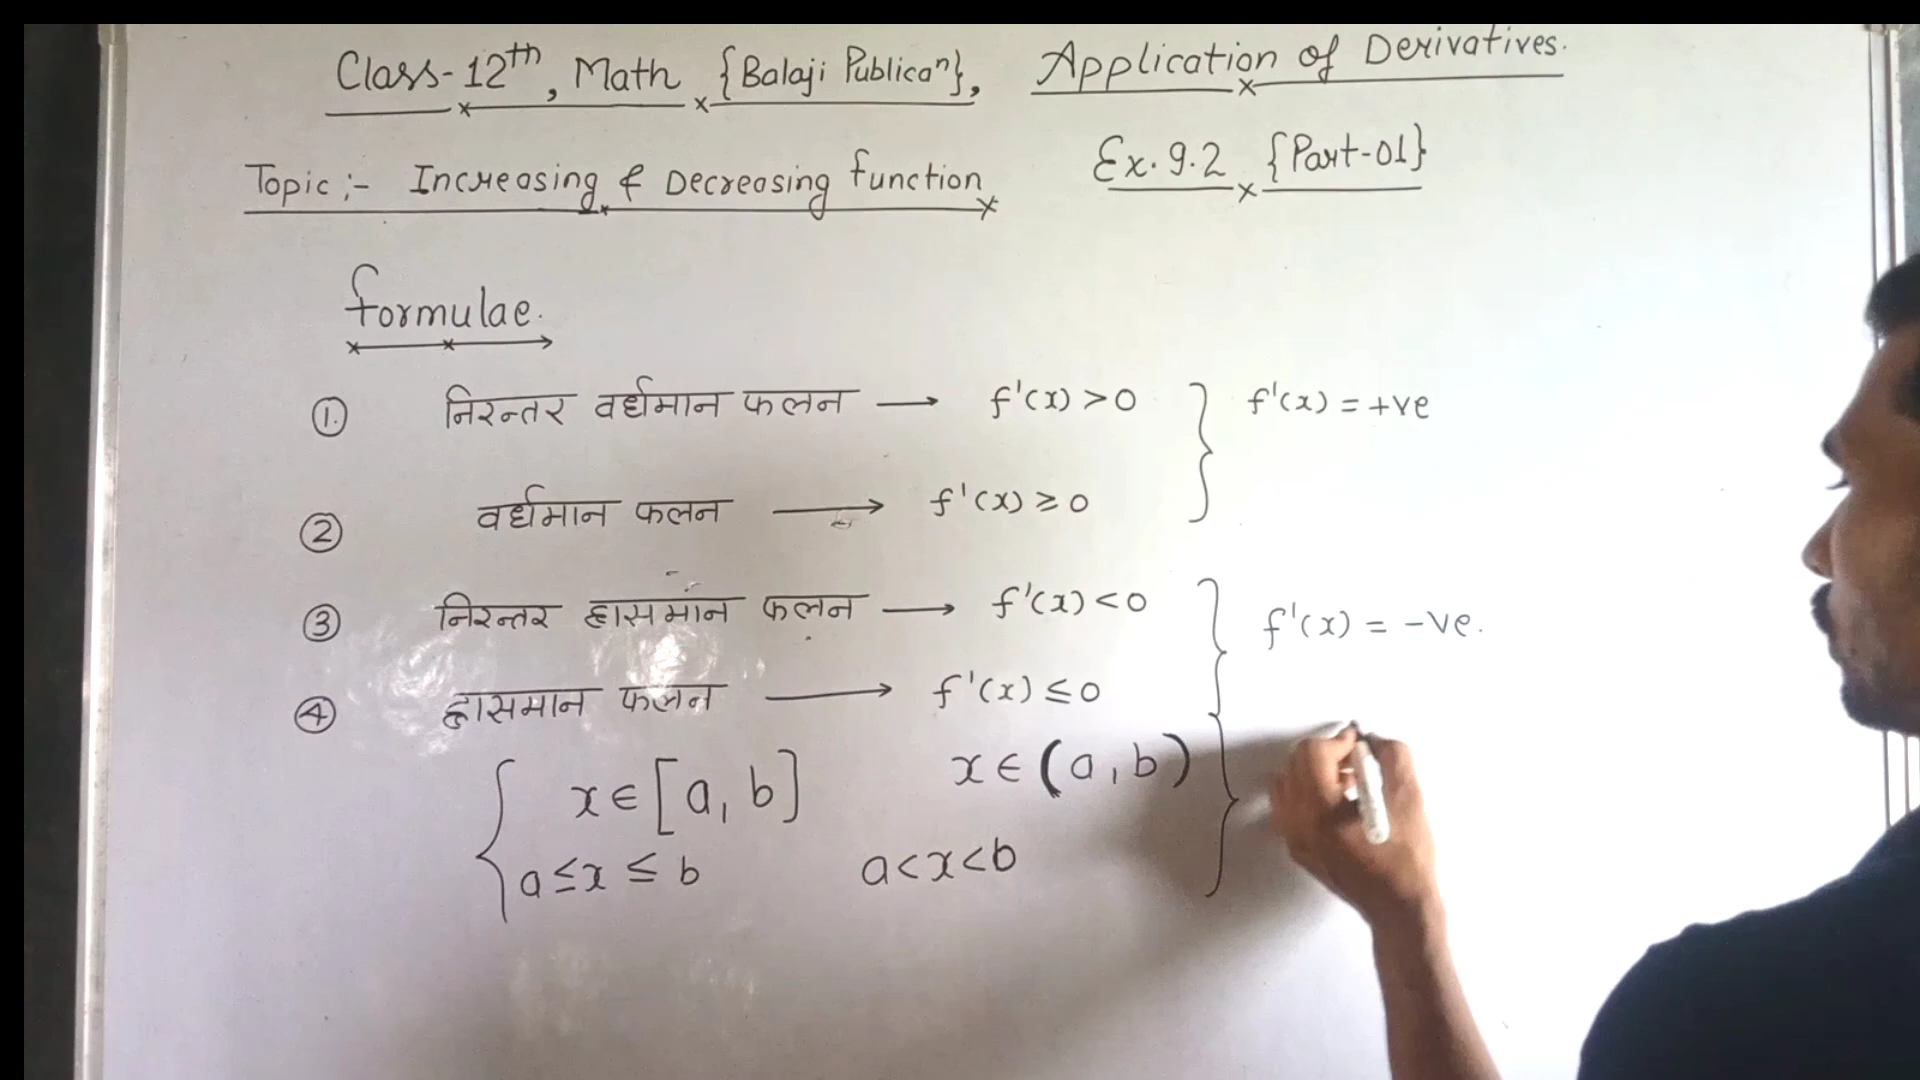 Class-12th, Math {Balaji Publicaⁿ}, Application of Derivatives.
Topic:- Increasing & Decreasing function Ex. 9.2 {Part-01}
formulae.
① निरन्तर वर्धमान फलन → f'(x) > 0 } f'(x) = +ve
② वर्धमान फलन → f'(x) ≥ 0
③ निरन्तर ह्रासमान फलन → f'(x) < 0 } f'(x) = -ve.
④ ह्रासमान फलन → f'(x) ≤ 0
{ x ∈ [a, b] x ∈ (a, b) }
a ≤ x ≤ b a < x < b